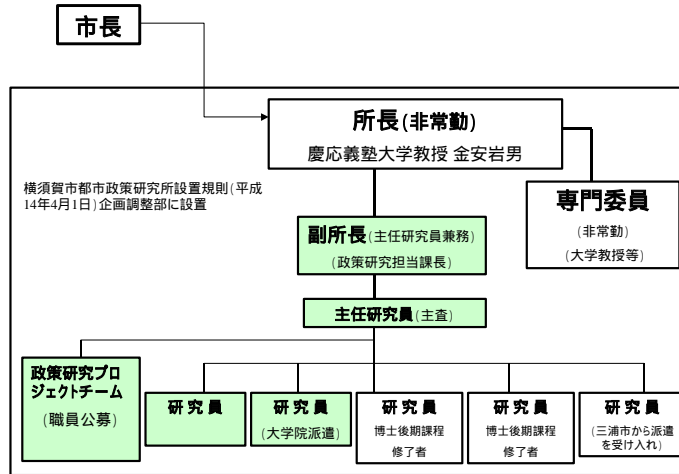 市長
所長(非常勤)
慶応義塾大学教授 金安岩男
横須賀市都市政策研究所設置規則(平成
14年4月1日)企画調整部に設置
専門委員
(非常勤)
(大学教授等)
副所長(主任研究員兼務)
(政策研究担当課長)
主任研究員(主査)
政策研究プロ
ジェクトチーム
(職員公募)
研究員
研究員
(大学院派遣)
研究員
博士後期課程
修了者
研究員
博士後期課程
修了者
研究員
(三浦市から派遣
を受け入れ)